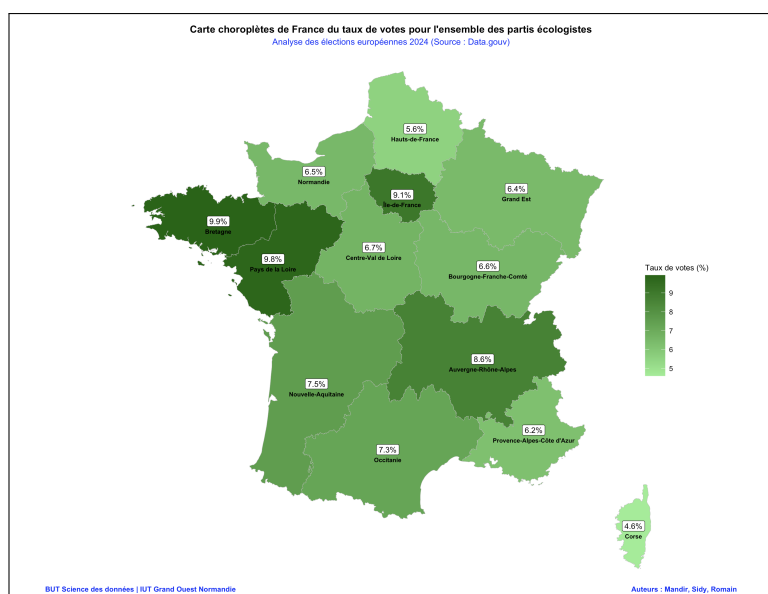 Carte choroplètes de France du taux de votes pour l'ensemble des partis écologistes
Analyse des élections européennes 2024 (Source : Data.gouv)
5.6%
Hauts-de-France
6.5%
Normandie
9.1%
Île-de-France
6.4%
Grand Est
9.9%
Bretagne
9.8%
Pays de la Loire
6.7%
Centre-Val de Loire
6.6%
Bourgogne-Franche-Comté
Taux de votes (%)
9
8
7
6
5
8.6%
Auvergne-Rhône-Alpes
7.5%
Nouvelle-Aquitaine
6.2%
Provence-Alpes-Côte d'Azur
7.3%
Occitanie
4.6%
Corse
BUT Science des données | IUT Grand Ouest Normandie
Auteurs : Mandir, Sidy, Romain